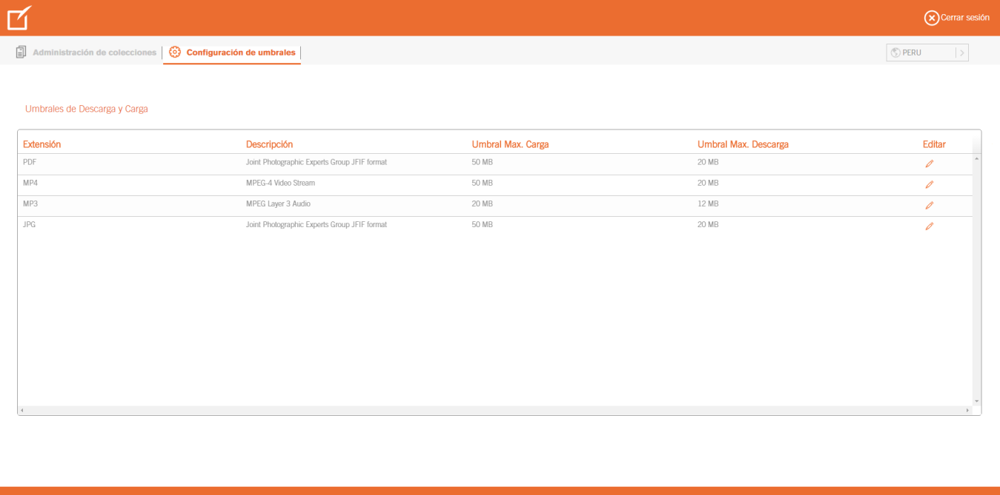 Cerrar sesión
Administración de colecciones Configuración de umbrales PERU
Umbrales de Descarga y Carga
Extensión Descripción Umbral Max. Carga Umbral Max. Descarga Editar
PDF Joint Photographic Experts Group JFIF format 50 MB 20 MB
MP4 MPEG-4 Video Stream 50 MB 20 MB
MP3 MPEG Layer 3 Audio 20 MB 12 MB
JPG Joint Photographic Experts Group JFIF format 50 MB 20 MB